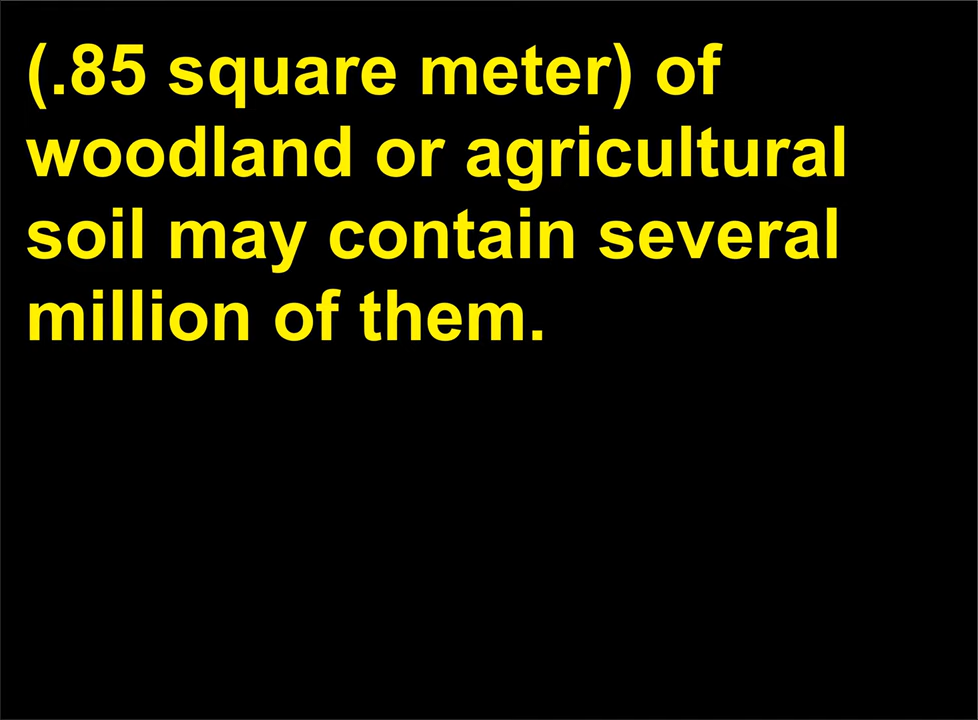 (.85 square meter) of
woodland or agricultural
soil may contain several
million of them.